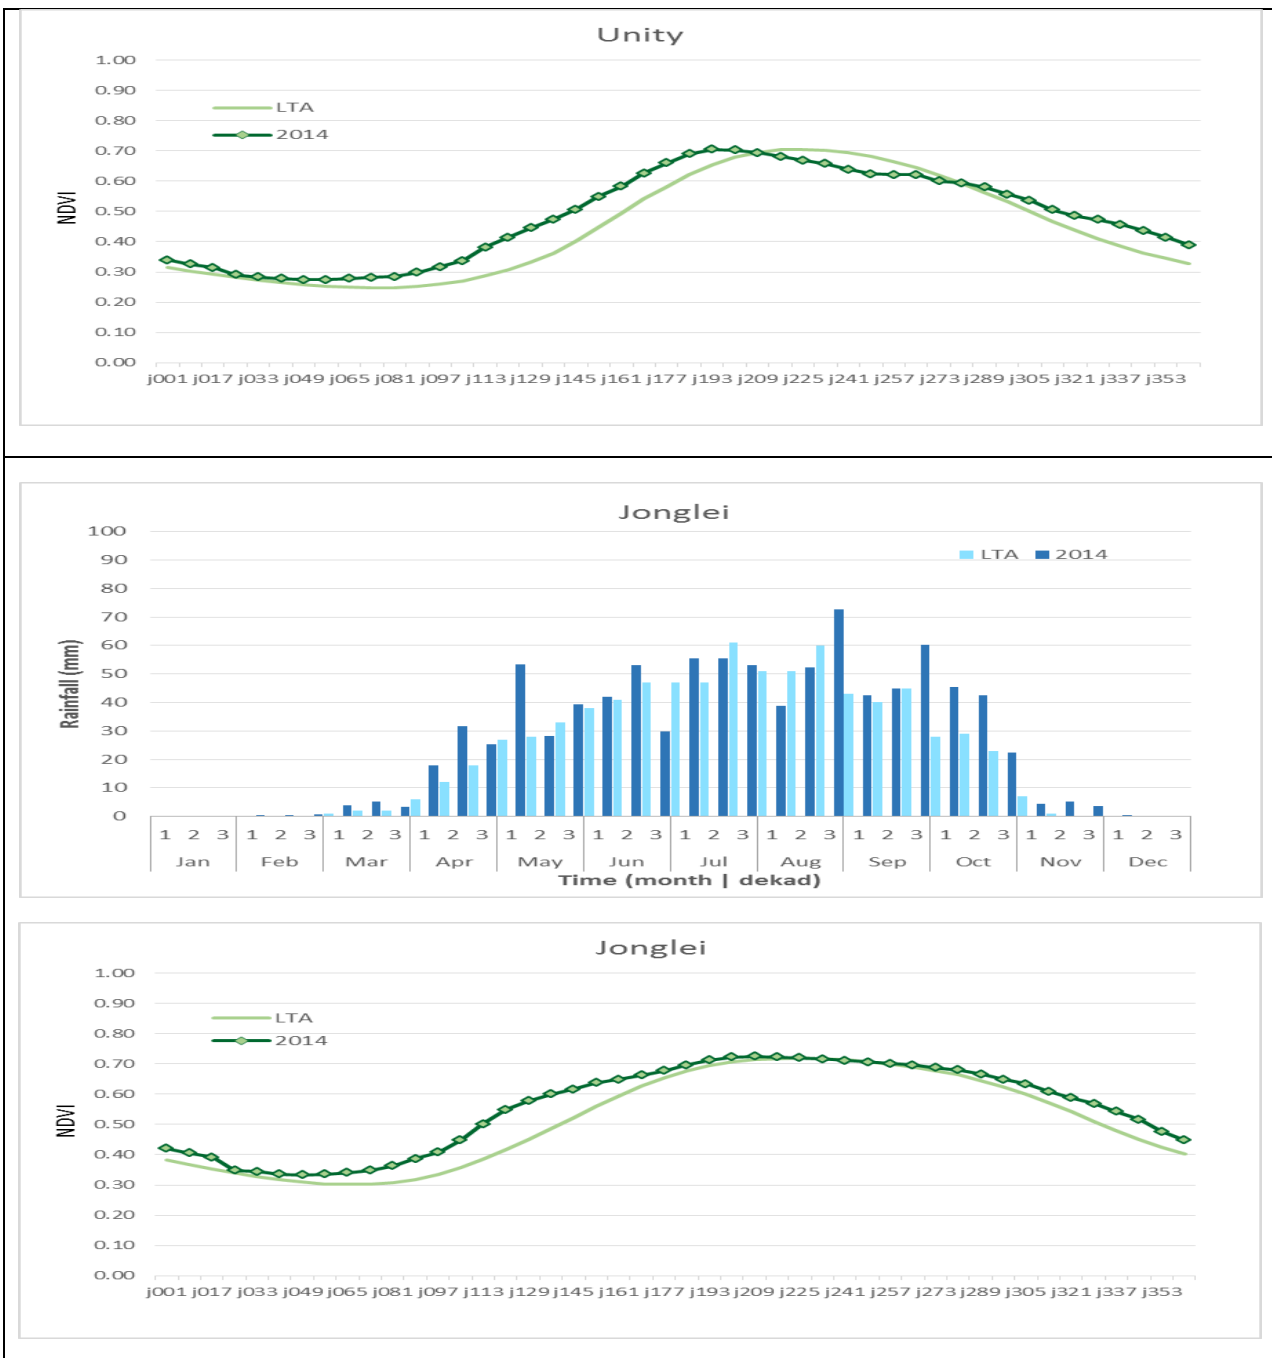 Unity
1.00
0.90
0.80
0.70
0.60
0.50
0.40
0.30
0.20
0.10
0.00
NDVI
LTA
2014
j001 j017 j033 j049 j065 j081 j097 j113 j129 j145 j161 j177 j193 j209 j225 j241 j257 j273 j289 j305 j321 j337 j353
Jonglei
100
90
80
70
60
50
40
30
20
10
0
Rainfall (mm)
LTA 2014
1 2 3 1 2 3 1 2 3 1 2 3 1 2 3 1 2 3 1 2 3 1 2 3 1 2 3 1 2 3 1 2 3 1 2 3
Jan Feb Mar Apr May Jun Jul Aug Sep Oct Nov Dec
Time (month | dekad)
Jonglei
1.00
0.90
0.80
0.70
0.60
0.50
0.40
0.30
0.20
0.10
0.00
NDVI
LTA
2014
j001 j017 j033 j049 j065 j081 j097 j113 j129 j145 j161 j177 j193 j209 j225 j241 j257 j273 j289 j305 j321 j337 j353